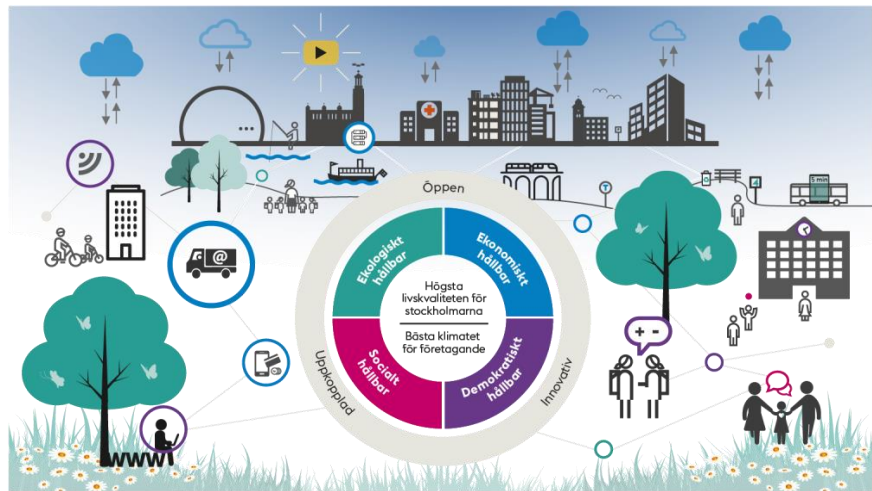 5 min
Öppen
@
Ekologiskt
hållbar
Ekonomiskt
hållbar
Högsta
livskvaliteten för
stockholmarna
Bästa klimatet
för företagande
Socialt
hållbar
Demokratiskt
hållbar
Uppkopplad
Innovativ
+ -
T
www